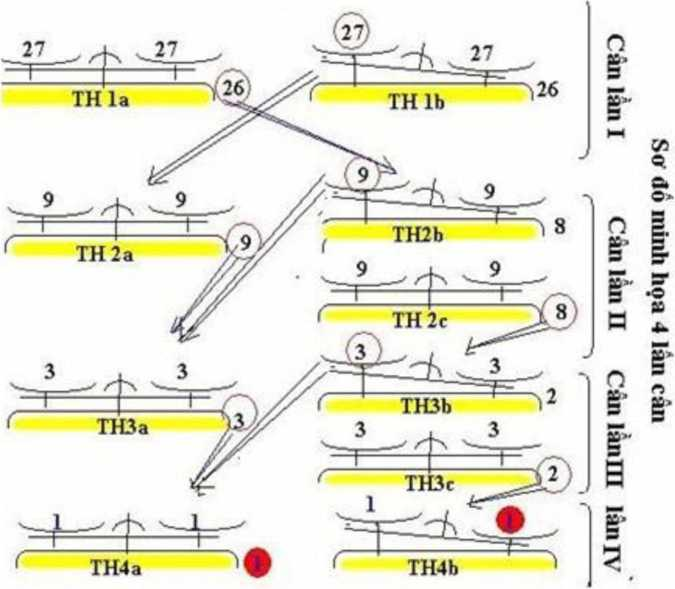 27 27 27 27
26 26
TH 1a TH 1b
Cân lần I
9 9 9 9
9 8
TH 2a TH2b
9 9
8
TH 2c
Cân lần II
3 3 3 3
3 2
TH3a TH3b
3 3
2
TH3c
Cân lần III
1 1 1 1
1
TH4a TH4b
lần IV
Sơ đồ minh họa 4 lần cân